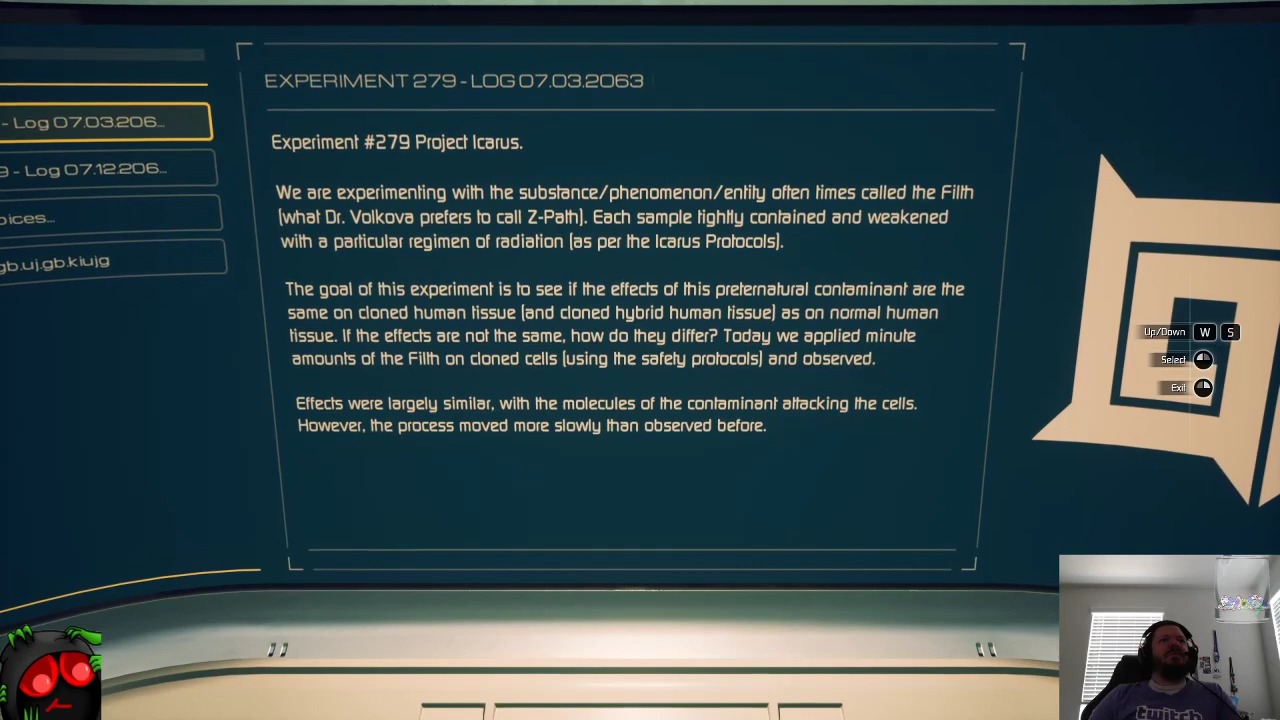 EXPERIMENT 279 - LOG 07.03.2063
- Log 07.03.206...
9 - Log 07.12.206...
oices...
gb.uj.gb.kiujg
Experiment #279 Project Icarus.
We are experimenting with the substance/phenomenon/entity often times called the Filth
(what Dr. Volkova prefers to call Z-Path). Each sample tightly contained and weakened
with a particular regimen of radiation (as per the Icarus Protocols).
The goal of this experiment is to see if the effects of this preternatural contaminant are the
same on cloned human tissue (and cloned hybrid human tissue) as on normal human
tissue. If the effects are not the same, how do they differ? Today we applied minute
amounts of the Filth on cloned cells (using the safety protocols) and observed.
Effects were largely similar, with the molecules of the contaminant attacking the cells.
However, the process moved more slowly than observed before.
Up/Down W S
Select
Exit
twitch